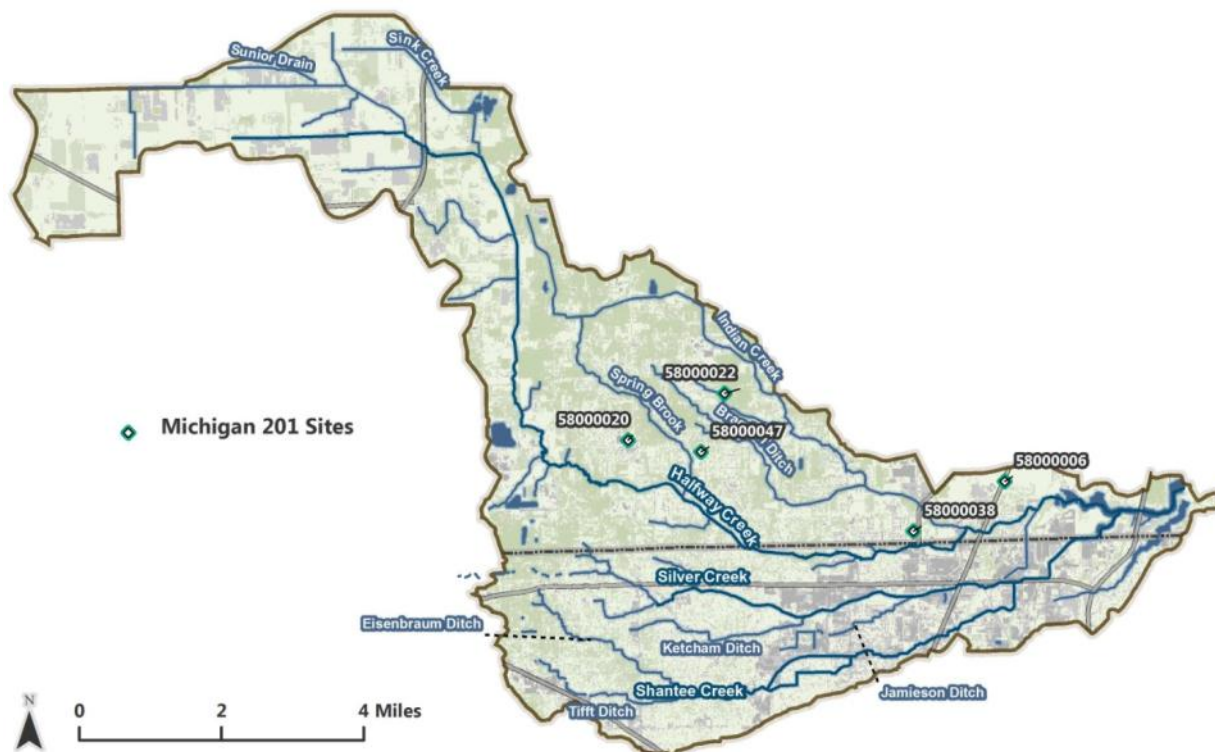 Sunior Drain
Sink Creek
Indian Creek
58000022
Spring Brook
58000020
58000047
Michigan 201 Sites
58000006
Halfway Creek
58000038
Silver Creek
Eisenbraum Ditch
Ketcham Ditch
Shantee Creek
Jamieson Ditch
Tifft Ditch
N
0 2 4 Miles
Ditch